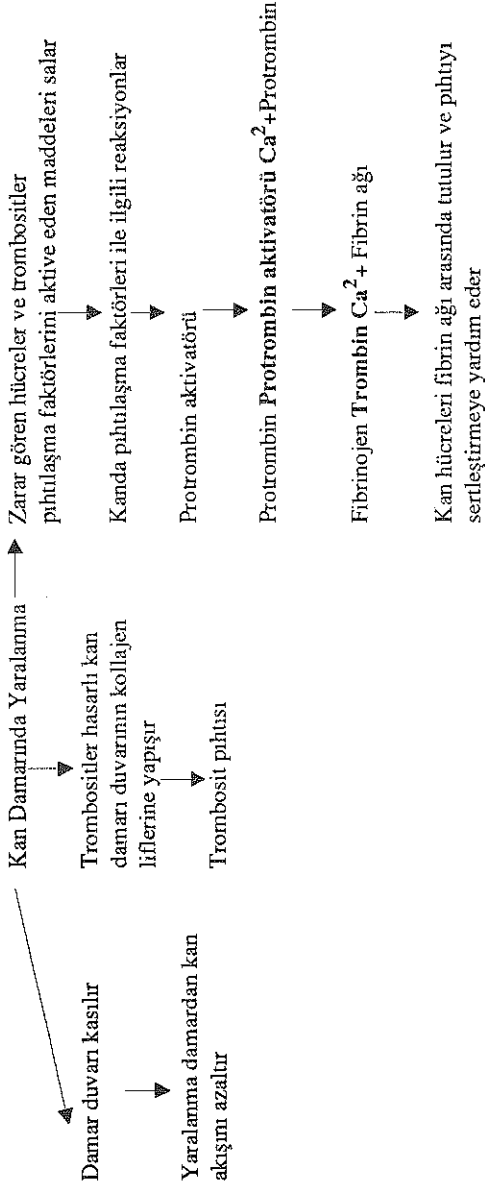 Kan Damarında Yaralanma
Damar duvarı kasılır
Yaralanma damardan kan
akışını azaltır
Trombositler hasarlı kan
damarı duvarının kollajen
liflerine yapışır
Trombosit pıhtısı
Zarar gören hücreler ve trombositler
pıhtılaşma faktörlerini aktive eden maddeleri salar
Kanda pıhtılaşma faktörleri ile ilgili reaksiyonlar
Protrombin aktivatörü
Protrombin Protrombin aktivatörü Ca²+Protrombin
Fibrinojen Trombin Ca²+ Fibrin ağı
Kan hücreleri fibrin ağı arasında tutulur ve pıhtıyı
sertleştirmeye yardım eder